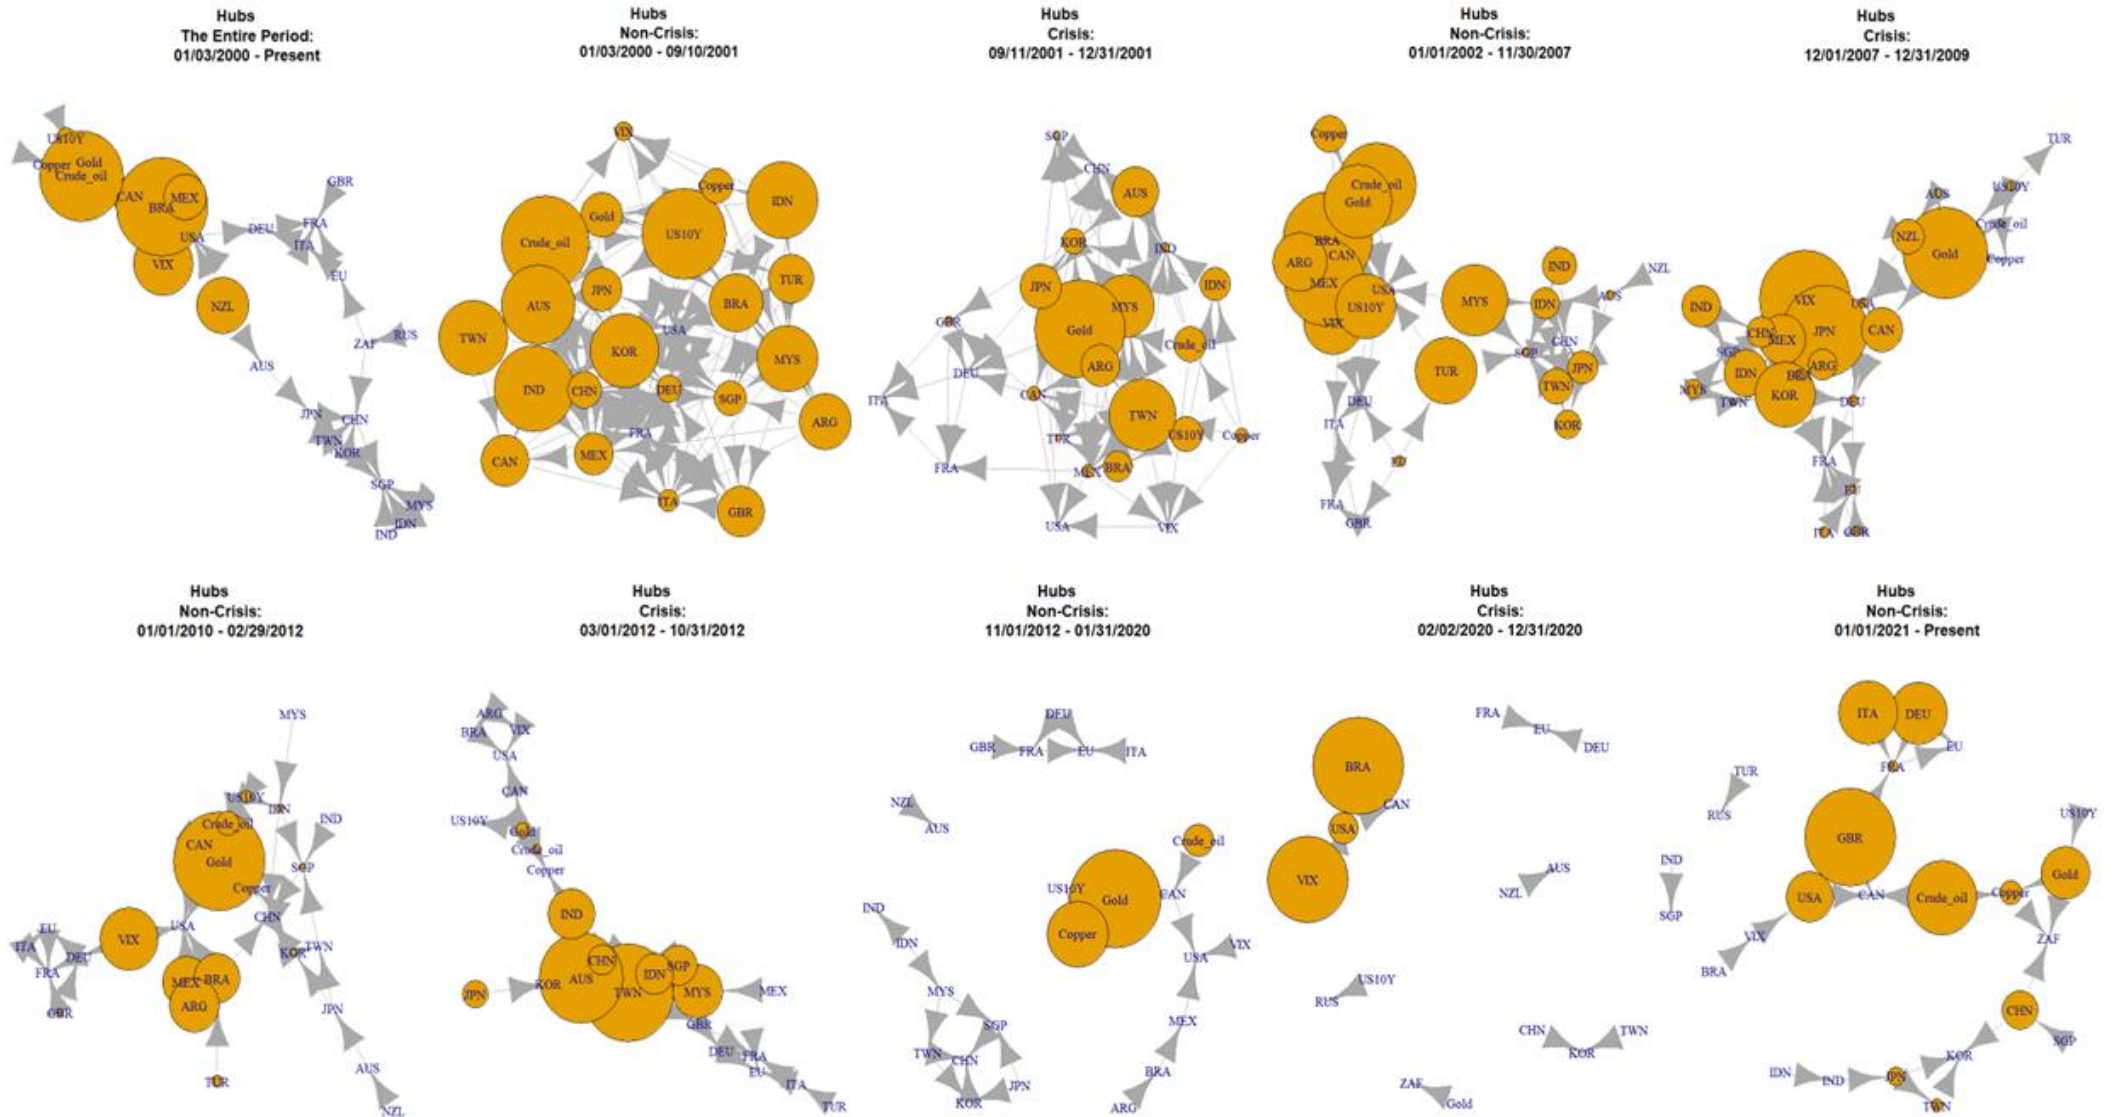 Hubs
The Entire Period:
01/03/2000 - Present
US10Y
Copper
Gold
Crude_oil
CAN
BRA
MEX
USA
VIX
NZL
GBR
DEU
FRA
ITA
EU
ZAF
RUS
AUS
JPN
CHN
TWN
KOR
SGP
MYS
IDN
IND
Hubs
Non-Crisis:
01/03/2000 - 09/10/2001
VIX
Copper
IDN
Gold
Crude_oil
US10Y
TUR
JPN
AUS
BRA
USA
TWN
KOR
MYS
IND
CHN
DEU
SGP
ARG
FRA
CAN
MEX
ITA
GBR
Hubs
Crisis:
09/11/2001 - 12/31/2001
SGP
CHN
AUS
KOR
IND
JPN
IDN
MYS
Gold
GBR
Crude_oil
ARG
DEU
CAN
ITA
TWN
TUR
US10Y
Copper
FRA
MEX
BRA
USA
VIX
Hubs
Non-Crisis:
01/01/2002 - 11/30/2007
Copper
Crude_oil
Gold
BRA
CAN
ARG
MEX
USA
US10Y
VIX
IND
NZL
MYS
IDN
AUS
CHN
SGP
TUR
JPN
TWN
DEU
ITA
KOR
EU
FRA
GBR
Hubs
Crisis:
12/01/2007 - 12/31/2009
TUR
US10Y
AUS
Crude_oil
NZL
Gold
Copper
IND
VIX
USA
CHN
MEX
JPN
CAN
SGP
ARG
IDN
BRA
MYS
KOR
TWN
DEU
FRA
EU
ITA
GBR
Hubs
Non-Crisis:
01/01/2010 - 02/29/2012
MYS
US10Y
IDN
Crude_oil
IND
CAN
Gold
SGP
Copper
CHN
USA
EU
VIX
ITA
DEU
KOR
TWN
FRA
MEX
BRA
ARG
GBR
JPN
TUR
AUS
NZL
Hubs
Crisis:
03/01/2012 - 10/31/2012
ARG
BRA
VIX
USA
CAN
US10Y
Gold
Crude_oil
Copper
IND
CHN
SGP
IDN
AUS
KOR
TWN
MYS
MEX
JPN
GBR
DEU
FRA
EU
ITA
TUR
Hubs
Non-Crisis:
11/01/2012 - 01/31/2020
DEU
GBR
FRA
EU
ITA
NZL
AUS
Crude_oil
US10Y
Gold
CAN
IND
Copper
IDN
VIX
USA
MYS
SGP
MEX
TWN
CHN
JPN
BRA
KOR
ARG
Hubs
Crisis:
02/02/2020 - 12/31/2020
FRA
EU
DEU
BRA
CAN
USA
VIX
AUS
NZL
IND
SGP
US10Y
RUS
CHN
TWN
KOR
ZAF
Gold
TUR
RUS
Hubs
Non-Crisis:
01/01/2021 - Present
ITA
DEU
EU
FRA
US10Y
GBR
Gold
USA
CAN
Crude_oil
Copper
VIX
ZAF
BRA
CHN
SGP
KOR
IDN
IND
JPN
TWN